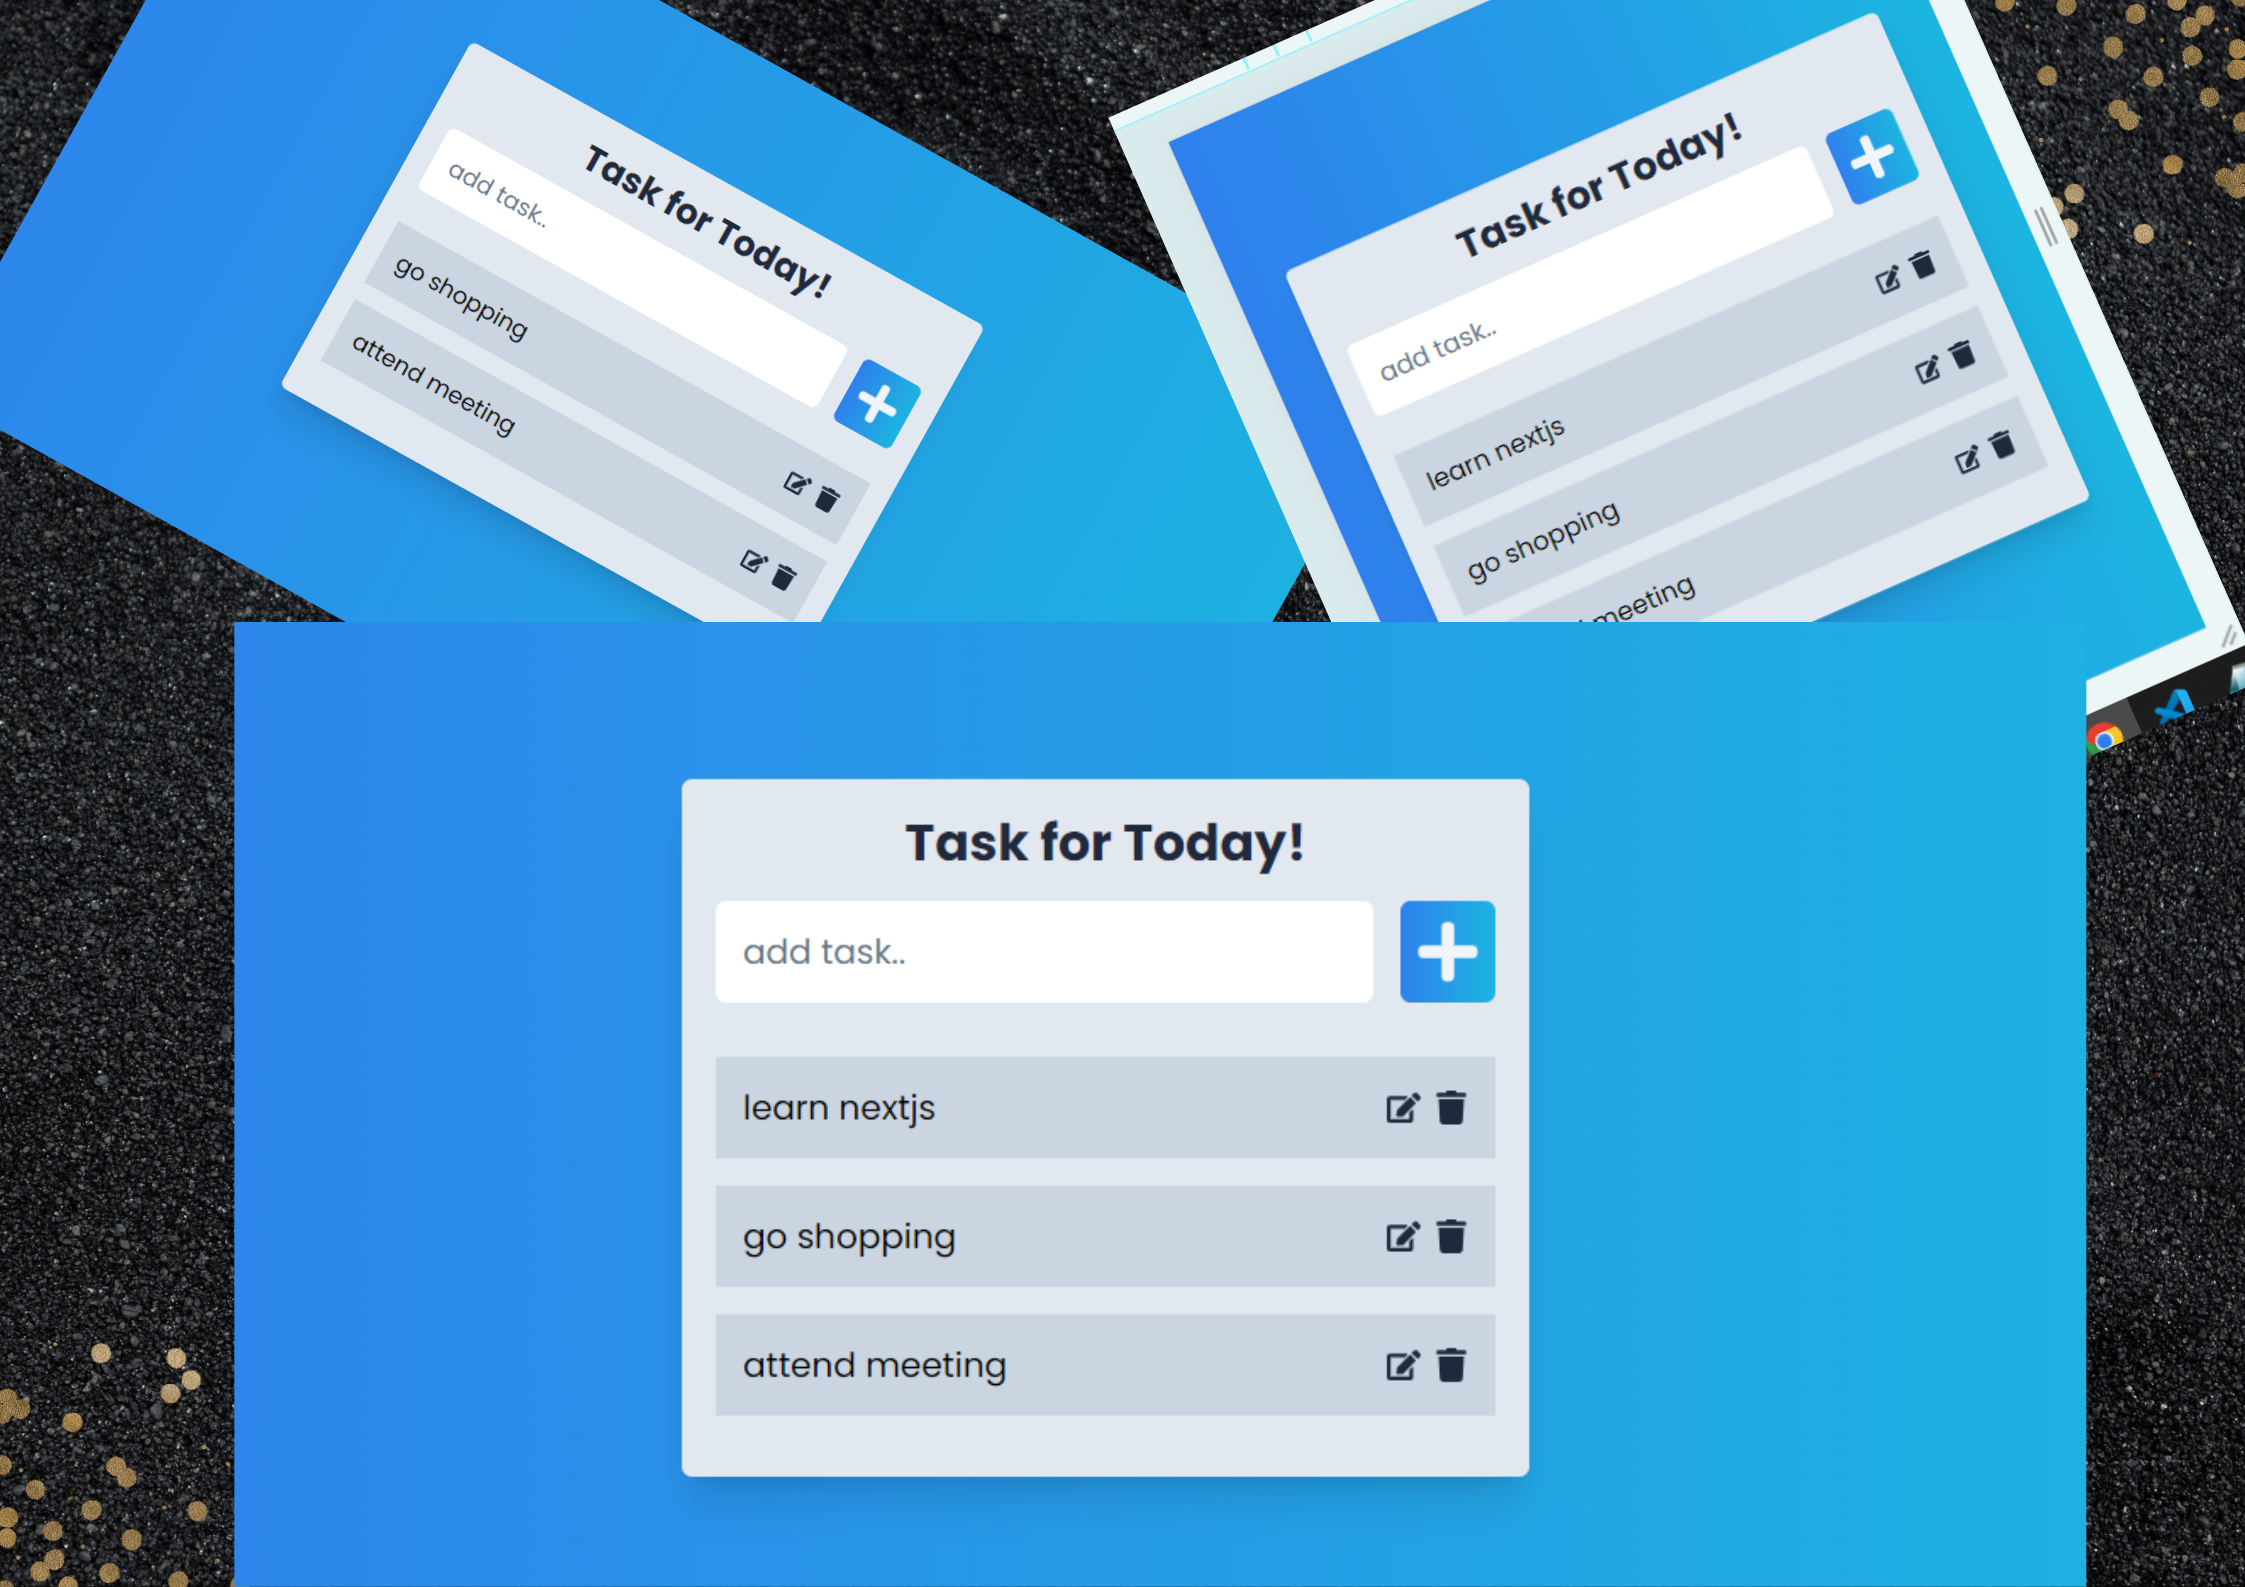 Task for Today!
add task..
go shopping
attend meeting
Task for Today!
add task..
learn nextjs
go shopping
meeting
Task for Today!
add task..
learn nextjs
go shopping
attend meeting